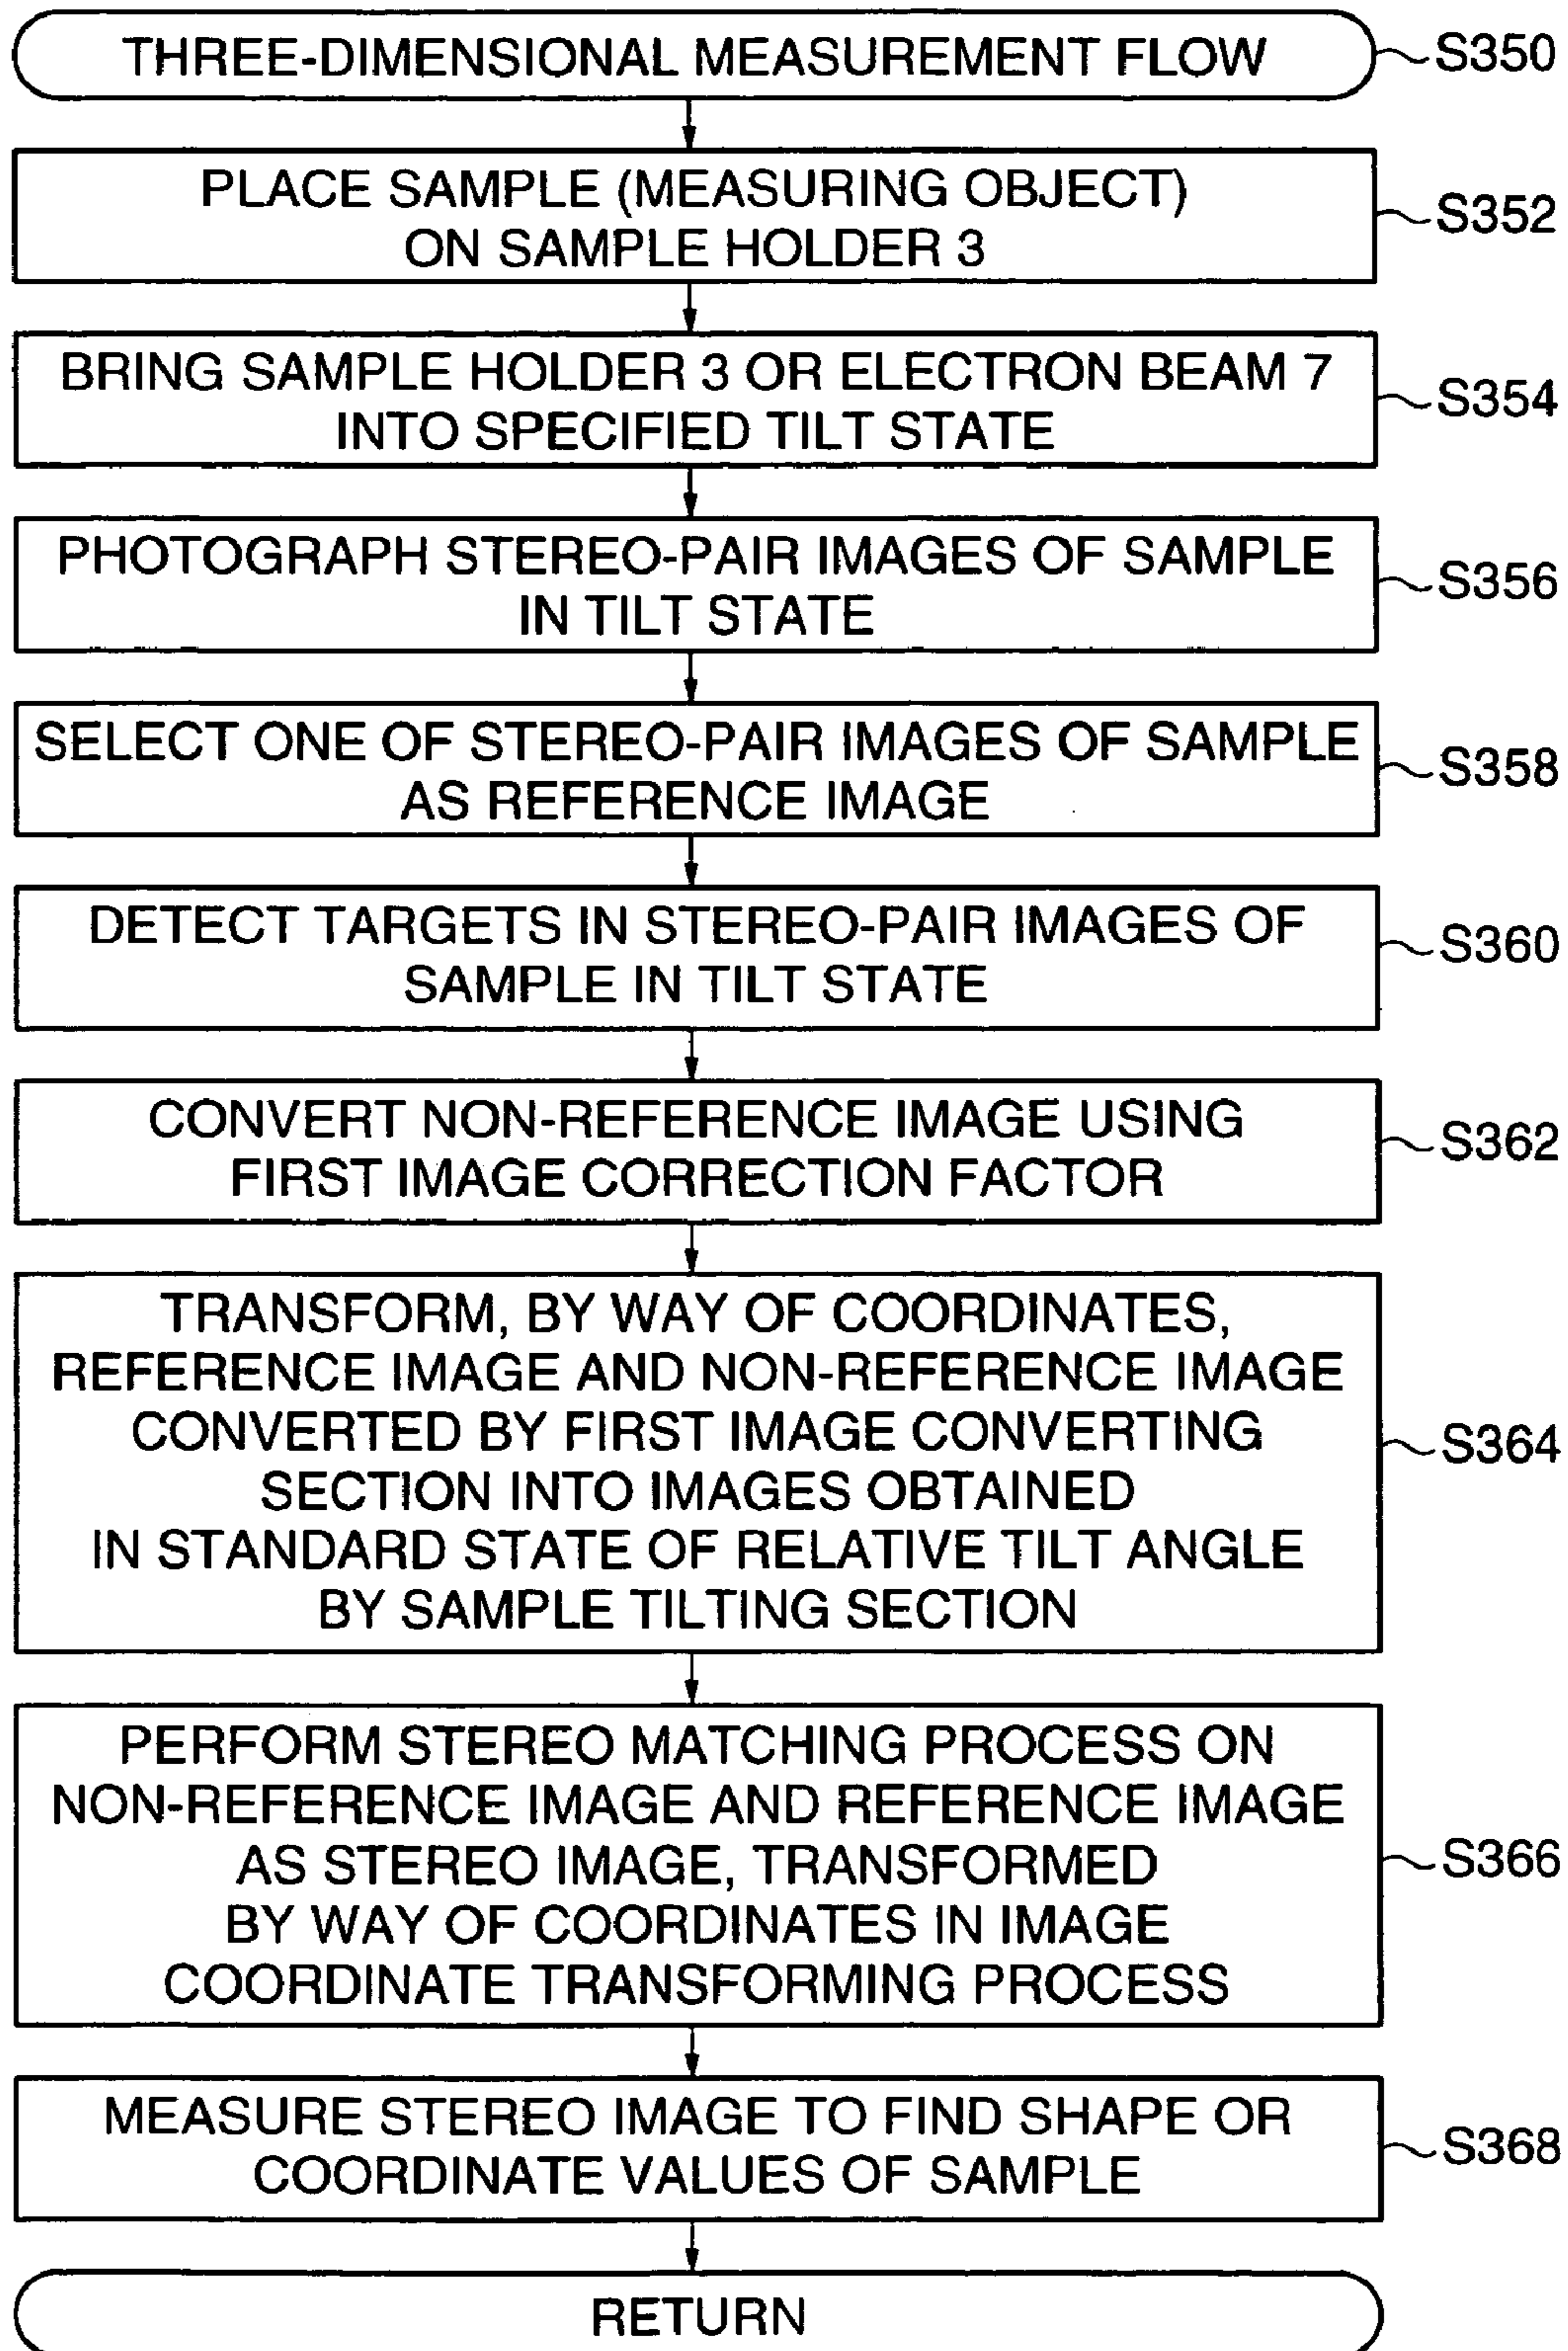 THREE-DIMENSIONAL MEASUREMENT FLOW
S350
PLACE SAMPLE (MEASURING OBJECT)
ON SAMPLE HOLDER 3
S352
BRING SAMPLE HOLDER 3 OR ELECTRON BEAM 7
INTO SPECIFIED TILT STATE
S354
PHOTOGRAPH STEREO-PAIR IMAGES OF SAMPLE
IN TILT STATE
S356
SELECT ONE OF STEREO-PAIR IMAGES OF SAMPLE
AS REFERENCE IMAGE
S358
DETECT TARGETS IN STEREO-PAIR IMAGES OF
SAMPLE IN TILT STATE
S360
CONVERT NON-REFERENCE IMAGE USING
FIRST IMAGE CORRECTION FACTOR
S362
TRANSFORM, BY WAY OF COORDINATES,
REFERENCE IMAGE AND NON-REFERENCE IMAGE
CONVERTED BY FIRST IMAGE CONVERTING
SECTION INTO IMAGES OBTAINED
IN STANDARD STATE OF RELATIVE TILT ANGLE
BY SAMPLE TILTING SECTION
S364
PERFORM STEREO MATCHING PROCESS ON
NON-REFERENCE IMAGE AND REFERENCE IMAGE
AS STEREO IMAGE, TRANSFORMED
BY WAY OF COORDINATES IN IMAGE
COORDINATE TRANSFORMING PROCESS
S366
MEASURE STEREO IMAGE TO FIND SHAPE OR
COORDINATE VALUES OF SAMPLE
S368
RETURN